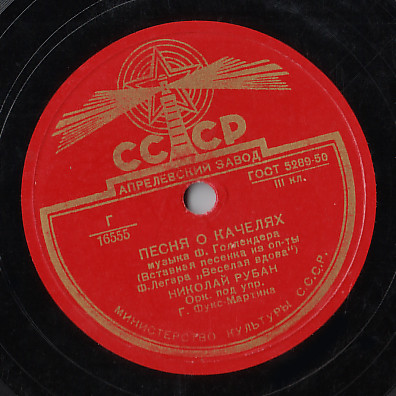 СССР
АПРЕЛЕВСКИЙ ЗАВОД
ГОСТ 5289-50
III кл.
Г
16555
ПЕСНЯ О КАЧЕЛЯХ
музыка Ф. Голлендера
(Вставная песенка из оп-ты
Ф.Легара „Веселая вдова")
НИКОЛАЙ РУБАН
Орк. под упр.
Г. Фукс-Мартина
МИНИСТЕРСТВО КУЛЬТУРЫ С.С.С.Р.